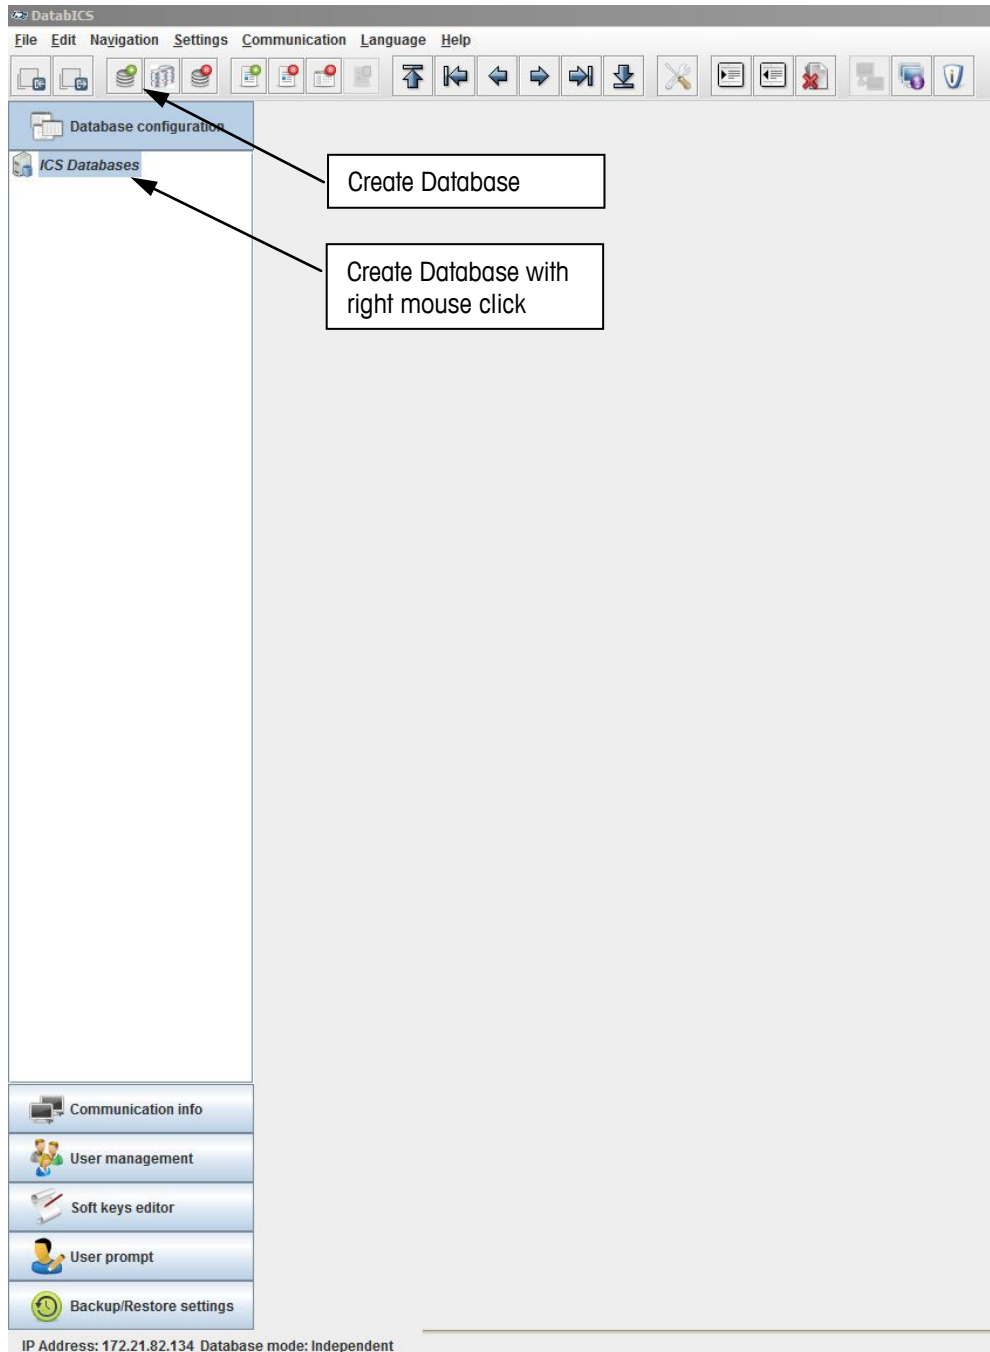 DatabICS
File Edit Navigation Settings Communication Language Help
Database configuration
ICS Databases
Create Database
Create Database with
right mouse click
Communication info
User management
Soft keys editor
User prompt
Backup/Restore settings
IP Address: 172.21.82.134 Database mode: Independent